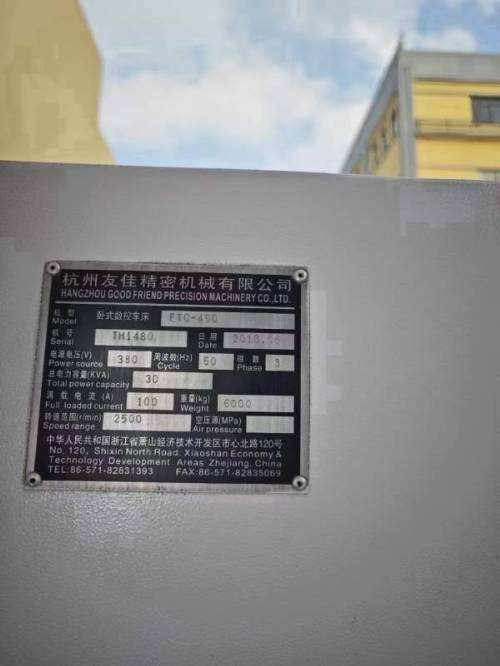 杭州友佳精密机械有限公司
HANGZHOU GOOD FRIEND PRECISION MACHINERY CO.,LTD.
机型 Model 卧式数控车床 FTC-450
机号 Serial TH1480 日期 Date 2013.
电源电压(V) Power source 380 周波数(Hz) Cycle 50 相数 Phase 3
总电力容量(KVA) Total power capacity 30
满载电流(A) Full loaded current 100 重量(kg) Weight 6000
转速范围(r/min) Speed range 2500 空压源(MPa) Air pressure
中华人民共和国浙江省萧山经济技术开发区市心北路120号
No. 120, Shixin North Road, Xiaoshan Economy &
Technology Development Areas Zhejiang, China
TEL:86-571-82831393 FAX:86-571-82835069